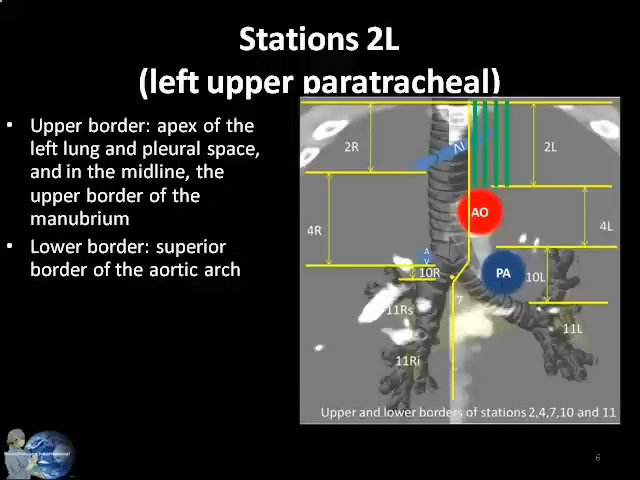 Stations 2L
(left upper paratracheal)
• Upper border: apex of the
left lung and pleural space,
and in the midline, the
upper border of the
manubrium
• Lower border: superior
border of the aortic arch
2R
IV
2L
AO
4R
4L
A
V
10R
PA
10L
7
11Rs
11L
11Ri
Upper and lower borders of stations 2,4,7,10 and 11
6